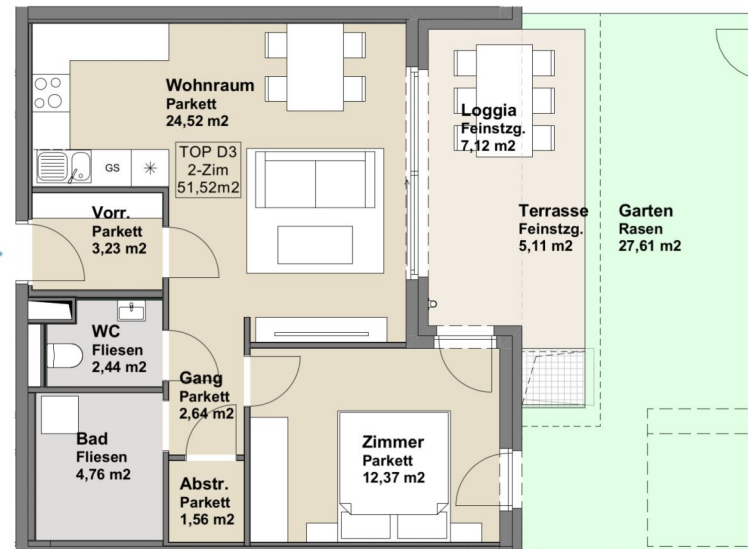 Wohnraum
Parkett
24,52 m2
TOP D3
2-Zim
51,52m2
GS
Loggia
Feinstzg.
7,12 m2
Vorr.
Parkett
3,23 m2
Terrasse
Feinstzg.
5,11 m2
Garten
Rasen
27,61 m2
WC
Fliesen
2,44 m2
Gang
Parkett
2,64 m2
Bad
Fliesen
4,76 m2
Zimmer
Parkett
12,37 m2
Abstr.
Parkett
1,56 m2